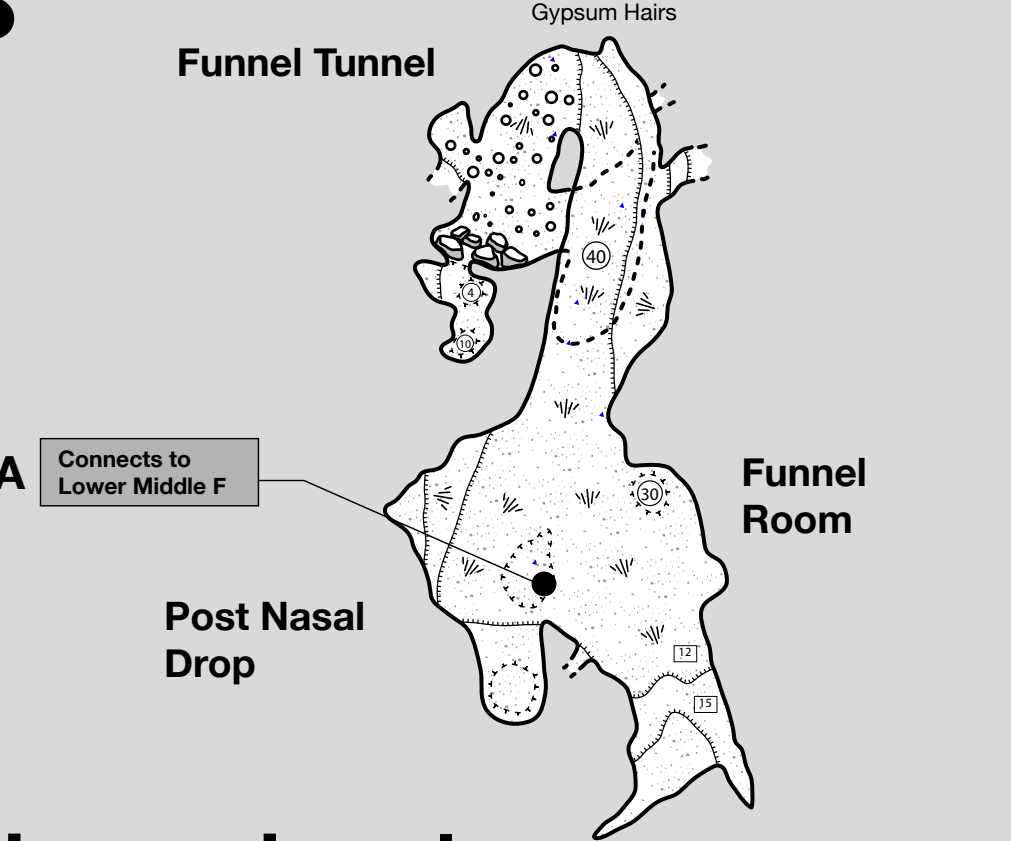 Gypsum Hairs
Funnel Tunnel
40
4
10
A
Connects to
Lower Middle F
Funnel
Room
30
Post Nasal
Drop
12
15